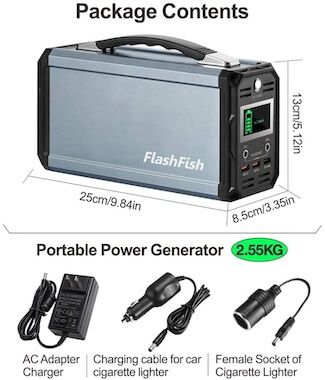 Package Contents
FlashFish
13cm/5.12in
25cm/9.84in
8.5cm/3.35in
Portable Power Generator 2.55KG
AC Adapter
Charger
Charging cable for car
cigarette lighter
Female Socket of
Cigarette Lighter